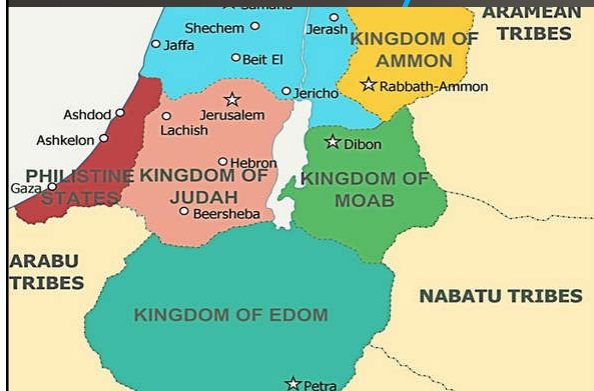 Samaria
Shechem
Jerash
ARAMEAN
TRIBES
Jaffa
KINGDOM OF
AMMON
Beit El
Rabbath-Ammon
Jericho
Ashdod
Jerusalem
Lachish
Ashkelon
Dibon
Hebron
PHILISTINE
STATES
KINGDOM OF
JUDAH
KINGDOM OF
MOAB
Gaza
Beersheba
ARABU
TRIBES
NABATU TRIBES
KINGDOM OF EDOM
Petra